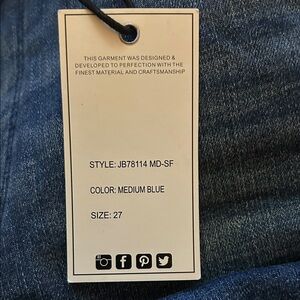 THIS GARMENT WAS DESIGNED &
DEVELOPED TO PERFECTION WITH THE
FINEST MATERIAL AND CRAFTSMANSHIP
STYLE: JB78114 MD-SF
COLOR: MEDIUM BLUE
SIZE: 27